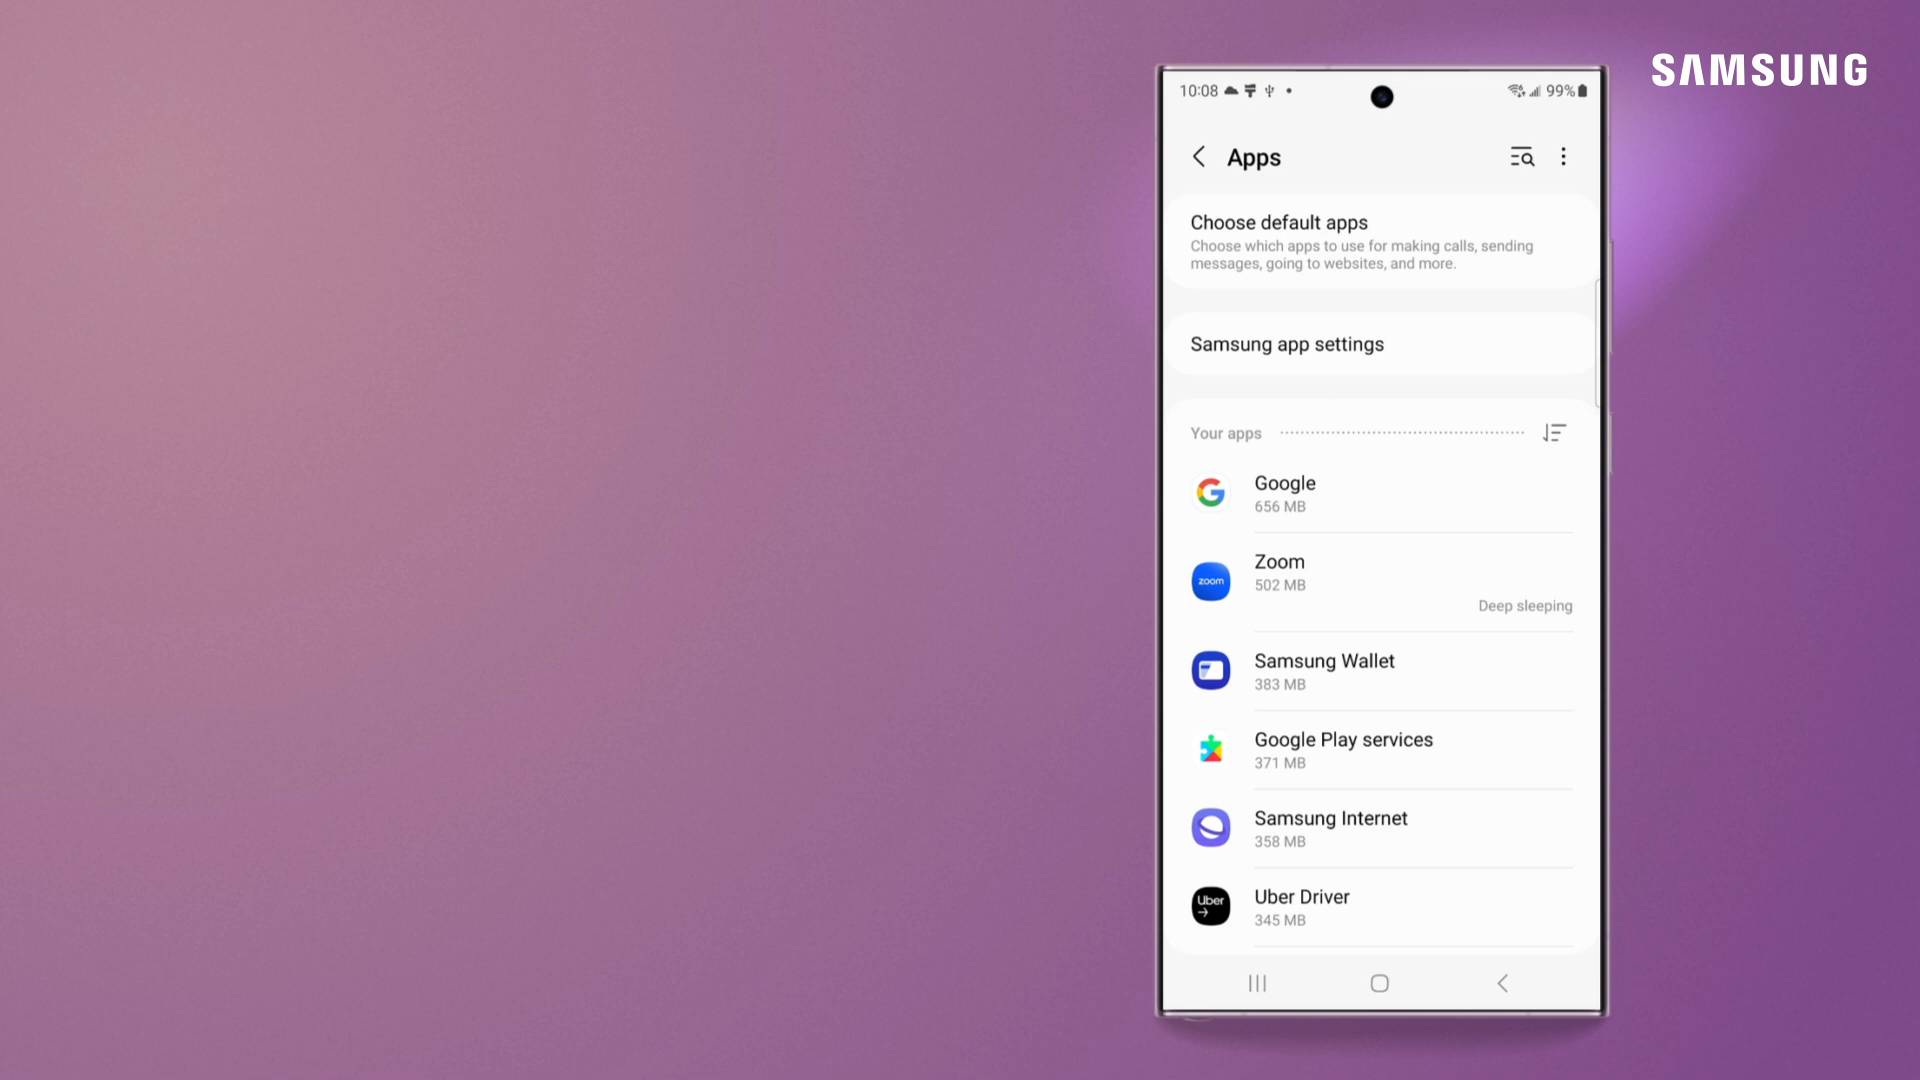 SAMSUNG
10:08
99%
Apps
Choose default apps
Choose which apps to use for making calls, sending
messages, going to websites, and more.
Samsung app settings
Your apps
Google
656 MB
zoom
Zoom
502 MB
Deep sleeping
Samsung Wallet
383 MB
Google Play services
371 MB
Samsung Internet
358 MB
Uber
Uber Driver
345 MB